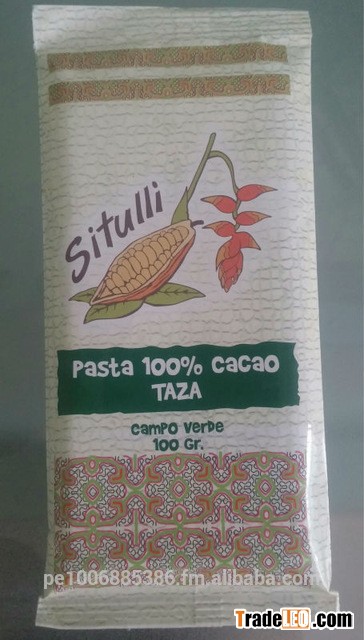 Situlli
Pasta 100% cacao
TAZA
campo verde
100 Gr.
pe1006885386.fm.alibaba.com
TradeLEO.com